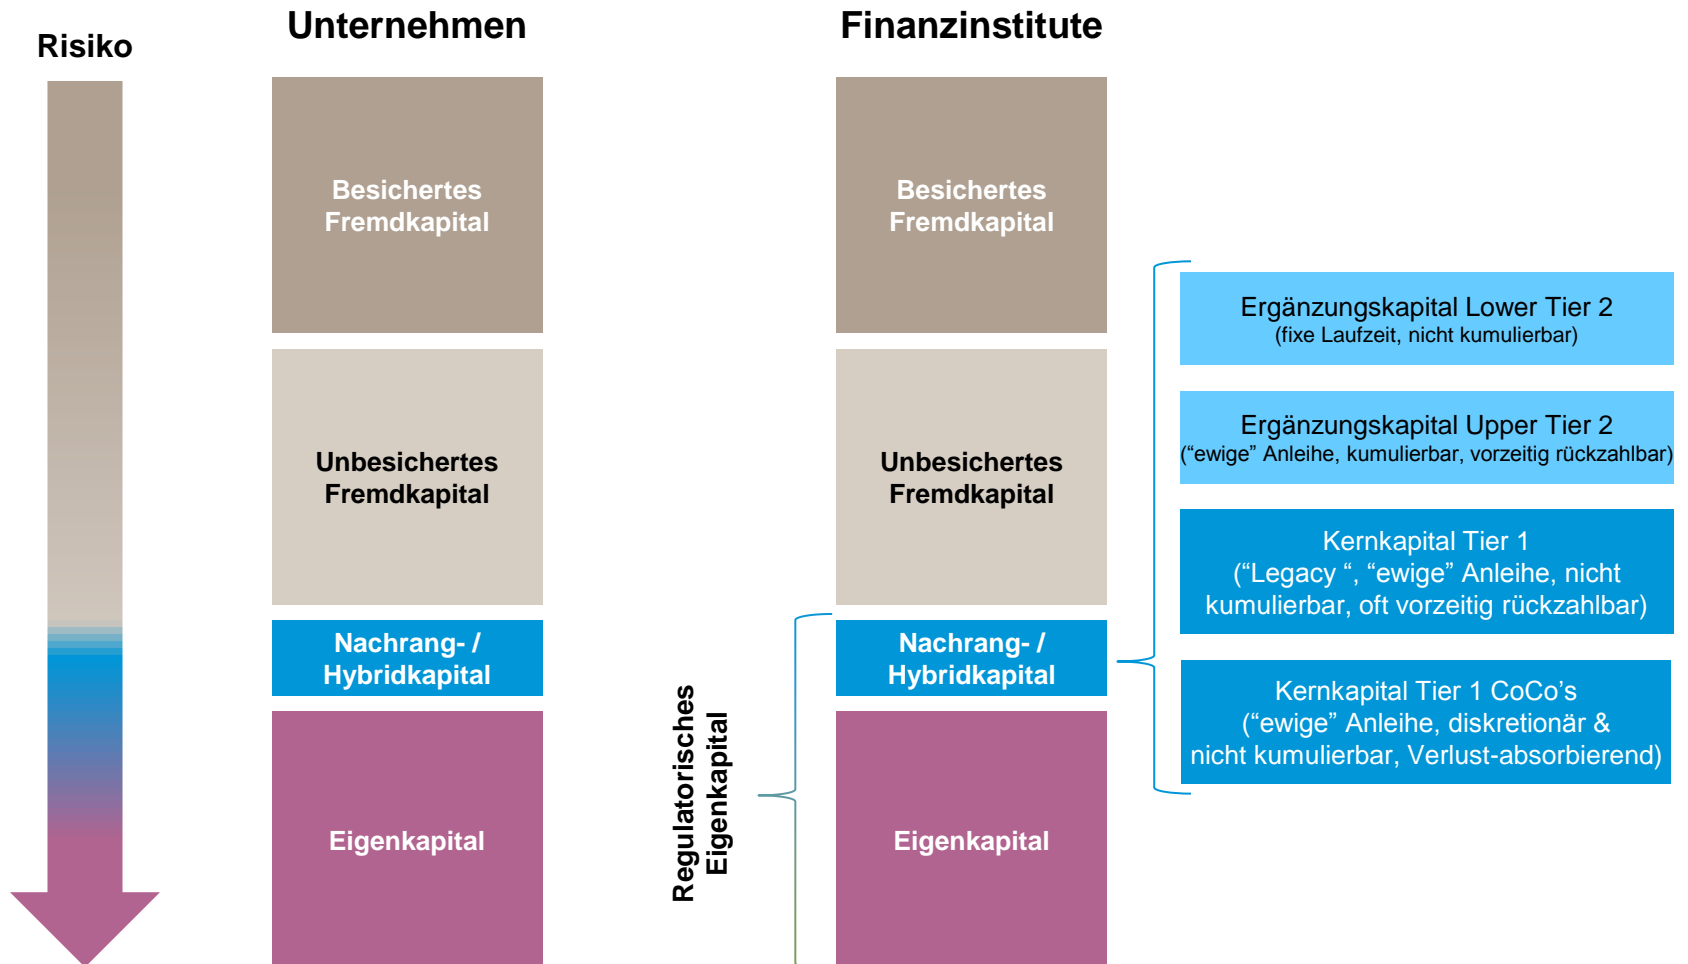 Risiko
Unternehmen
Finanzinstitute
Besichertes
Fremdkapital
Besichertes
Fremdkapital
Unbesichertes
Fremdkapital
Unbesichertes
Fremdkapital
Nachrang- /
Hybridkapital
Nachrang- /
Hybridkapital
Eigenkapital
Regulatorisches
Eigenkapital
Eigenkapital
Ergänzungskapital Lower Tier 2
(fixe Laufzeit, nicht kumulierbar)
Ergänzungskapital Upper Tier 2
(“ewige” Anleihe, kumulierbar, vorzeitig rückzahlbar)
Kernkapital Tier 1
(“Legacy “, “ewige” Anleihe, nicht
kumulierbar, oft vorzeitig rückzahlbar)
Kernkapital Tier 1 CoCo’s
(“ewige” Anleihe, diskretionär &
nicht kumulierbar, Verlust-absorbierend)